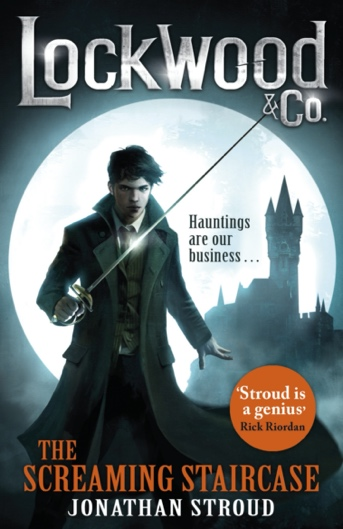 LOCKWOOD
& CO.
Hauntings
are our
business...
'Stroud is
a genius'
Rick Riordan
THE
SCREAMING STAIRCASE
JONATHAN STROUD